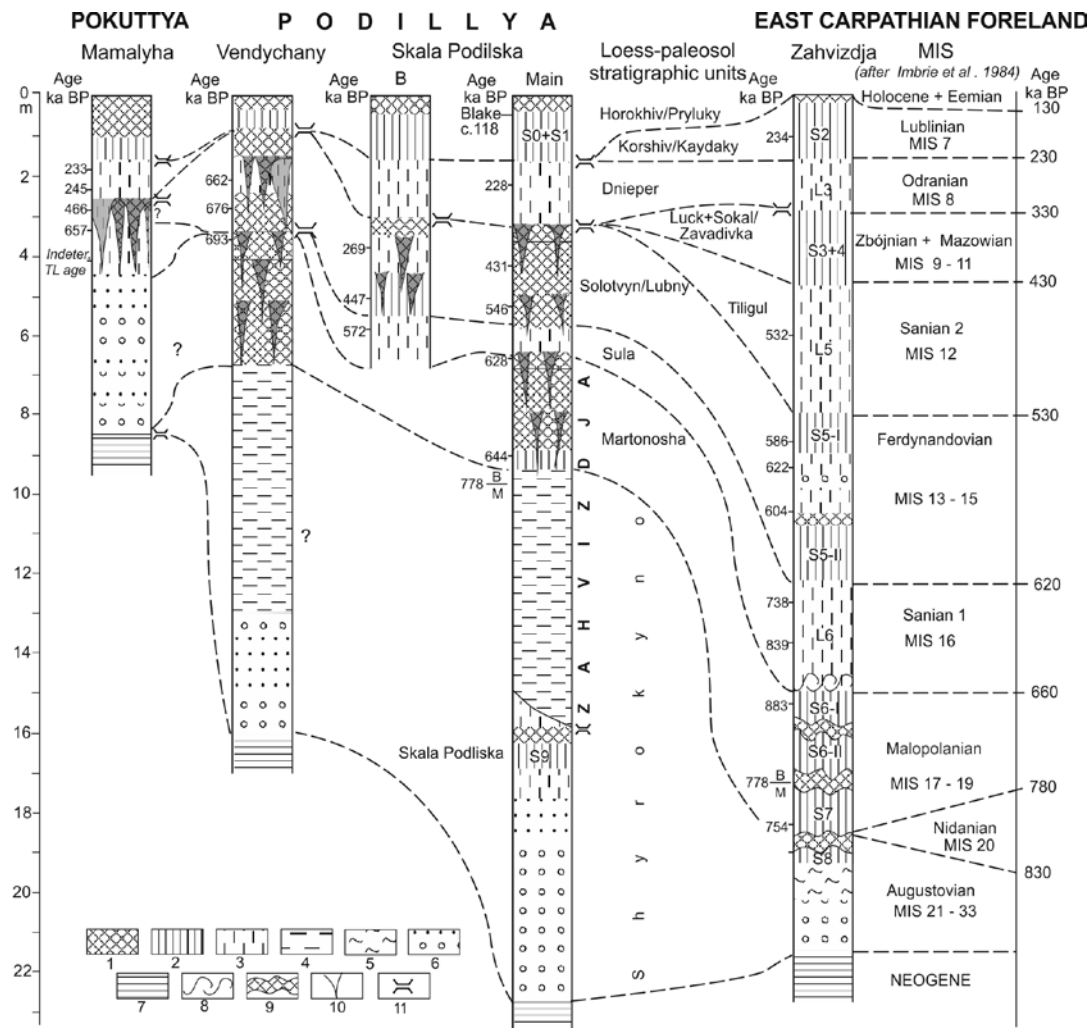 POKUTTYA
P O D I L L Y A
EAST CARPATHIAN FORELAND
Mamalyha
Vendychany
Skala Podilska
Loess-paleosol
stratigraphic units
Zahvizdja
MIS
(after Imbrie et al. 1984)
Age
ka BP
Age
ka BP
Age
ka BP
B
Age
ka BP
Main
Age
ka BP
Age
ka BP
0
m
2
4
6
8
10
12
14
16
18
20
22
233
245
466
657
Indeter.
TL age
?
?
662
676
693
?
269
447
572
Blake
c.118
228
431
546
628
644
778 B
M
S0+S1
S9
Horokhiv/Pryluky
Korshiv/Kaydaky
Dnieper
Luck+Sokal/
Zavadivka
Solotvyn/Lubny
Tiligul
Sula
Martonosha
Z A H V I Z D J A
S h y r o k y n o
Skala Podliska
234
532
586
622
604
738
839
883
778 B
M
754
S2
L3
S3+4
L5
S5-I
S5-II
L6
S6-I
S6-II
S7
S8
Holocene + Eemian
130
Lublinian
MIS 7
230
Odranian
MIS 8
330
Zbójnian + Mazowian
MIS 9 - 11
430
Sanian 2
MIS 12
530
Ferdynandovian
MIS 13 - 15
620
Sanian 1
MIS 16
660
Malopolanian
MIS 17 - 19
780
Nidanian
MIS 20
830
Augustovian
MIS 21 - 33
NEOGENE
1 2 3 4 5 6
7 8 9 10 11